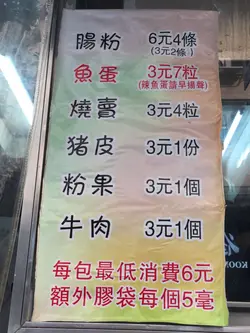 腸粉 6元4條
(3元2條)
魚蛋 3元7粒
(辣魚蛋請早揚聲)
燒賣 3元4粒
豬皮 3元1份
粉果 3元1個
牛肉 3元1個
每包最低消費6元
額外膠袋每個5毫